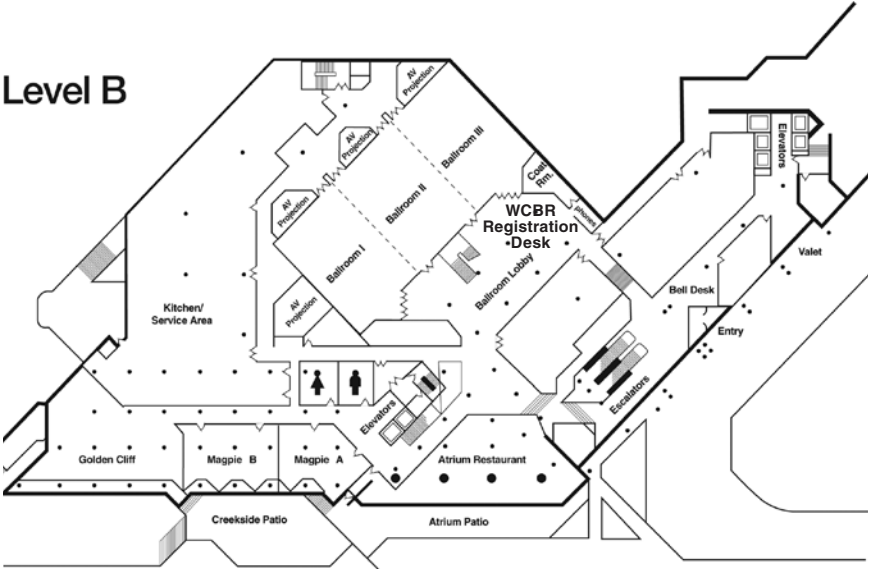 Level B
AV
Projection
AV
Projection
AV
Projection
AV
Projection
Ballroom III
Ballroom II
Ballroom I
Coat
Rm.
phones
WCBR
Registration
Desk
Ballroom Lobby
Elevators
Valet
Bell Desk
Entry
Escalators
Kitchen/
Service Area
Elevators
Golden Cliff
Magpie B
Magpie A
Atrium Restaurant
Creekside Patio
Atrium Patio